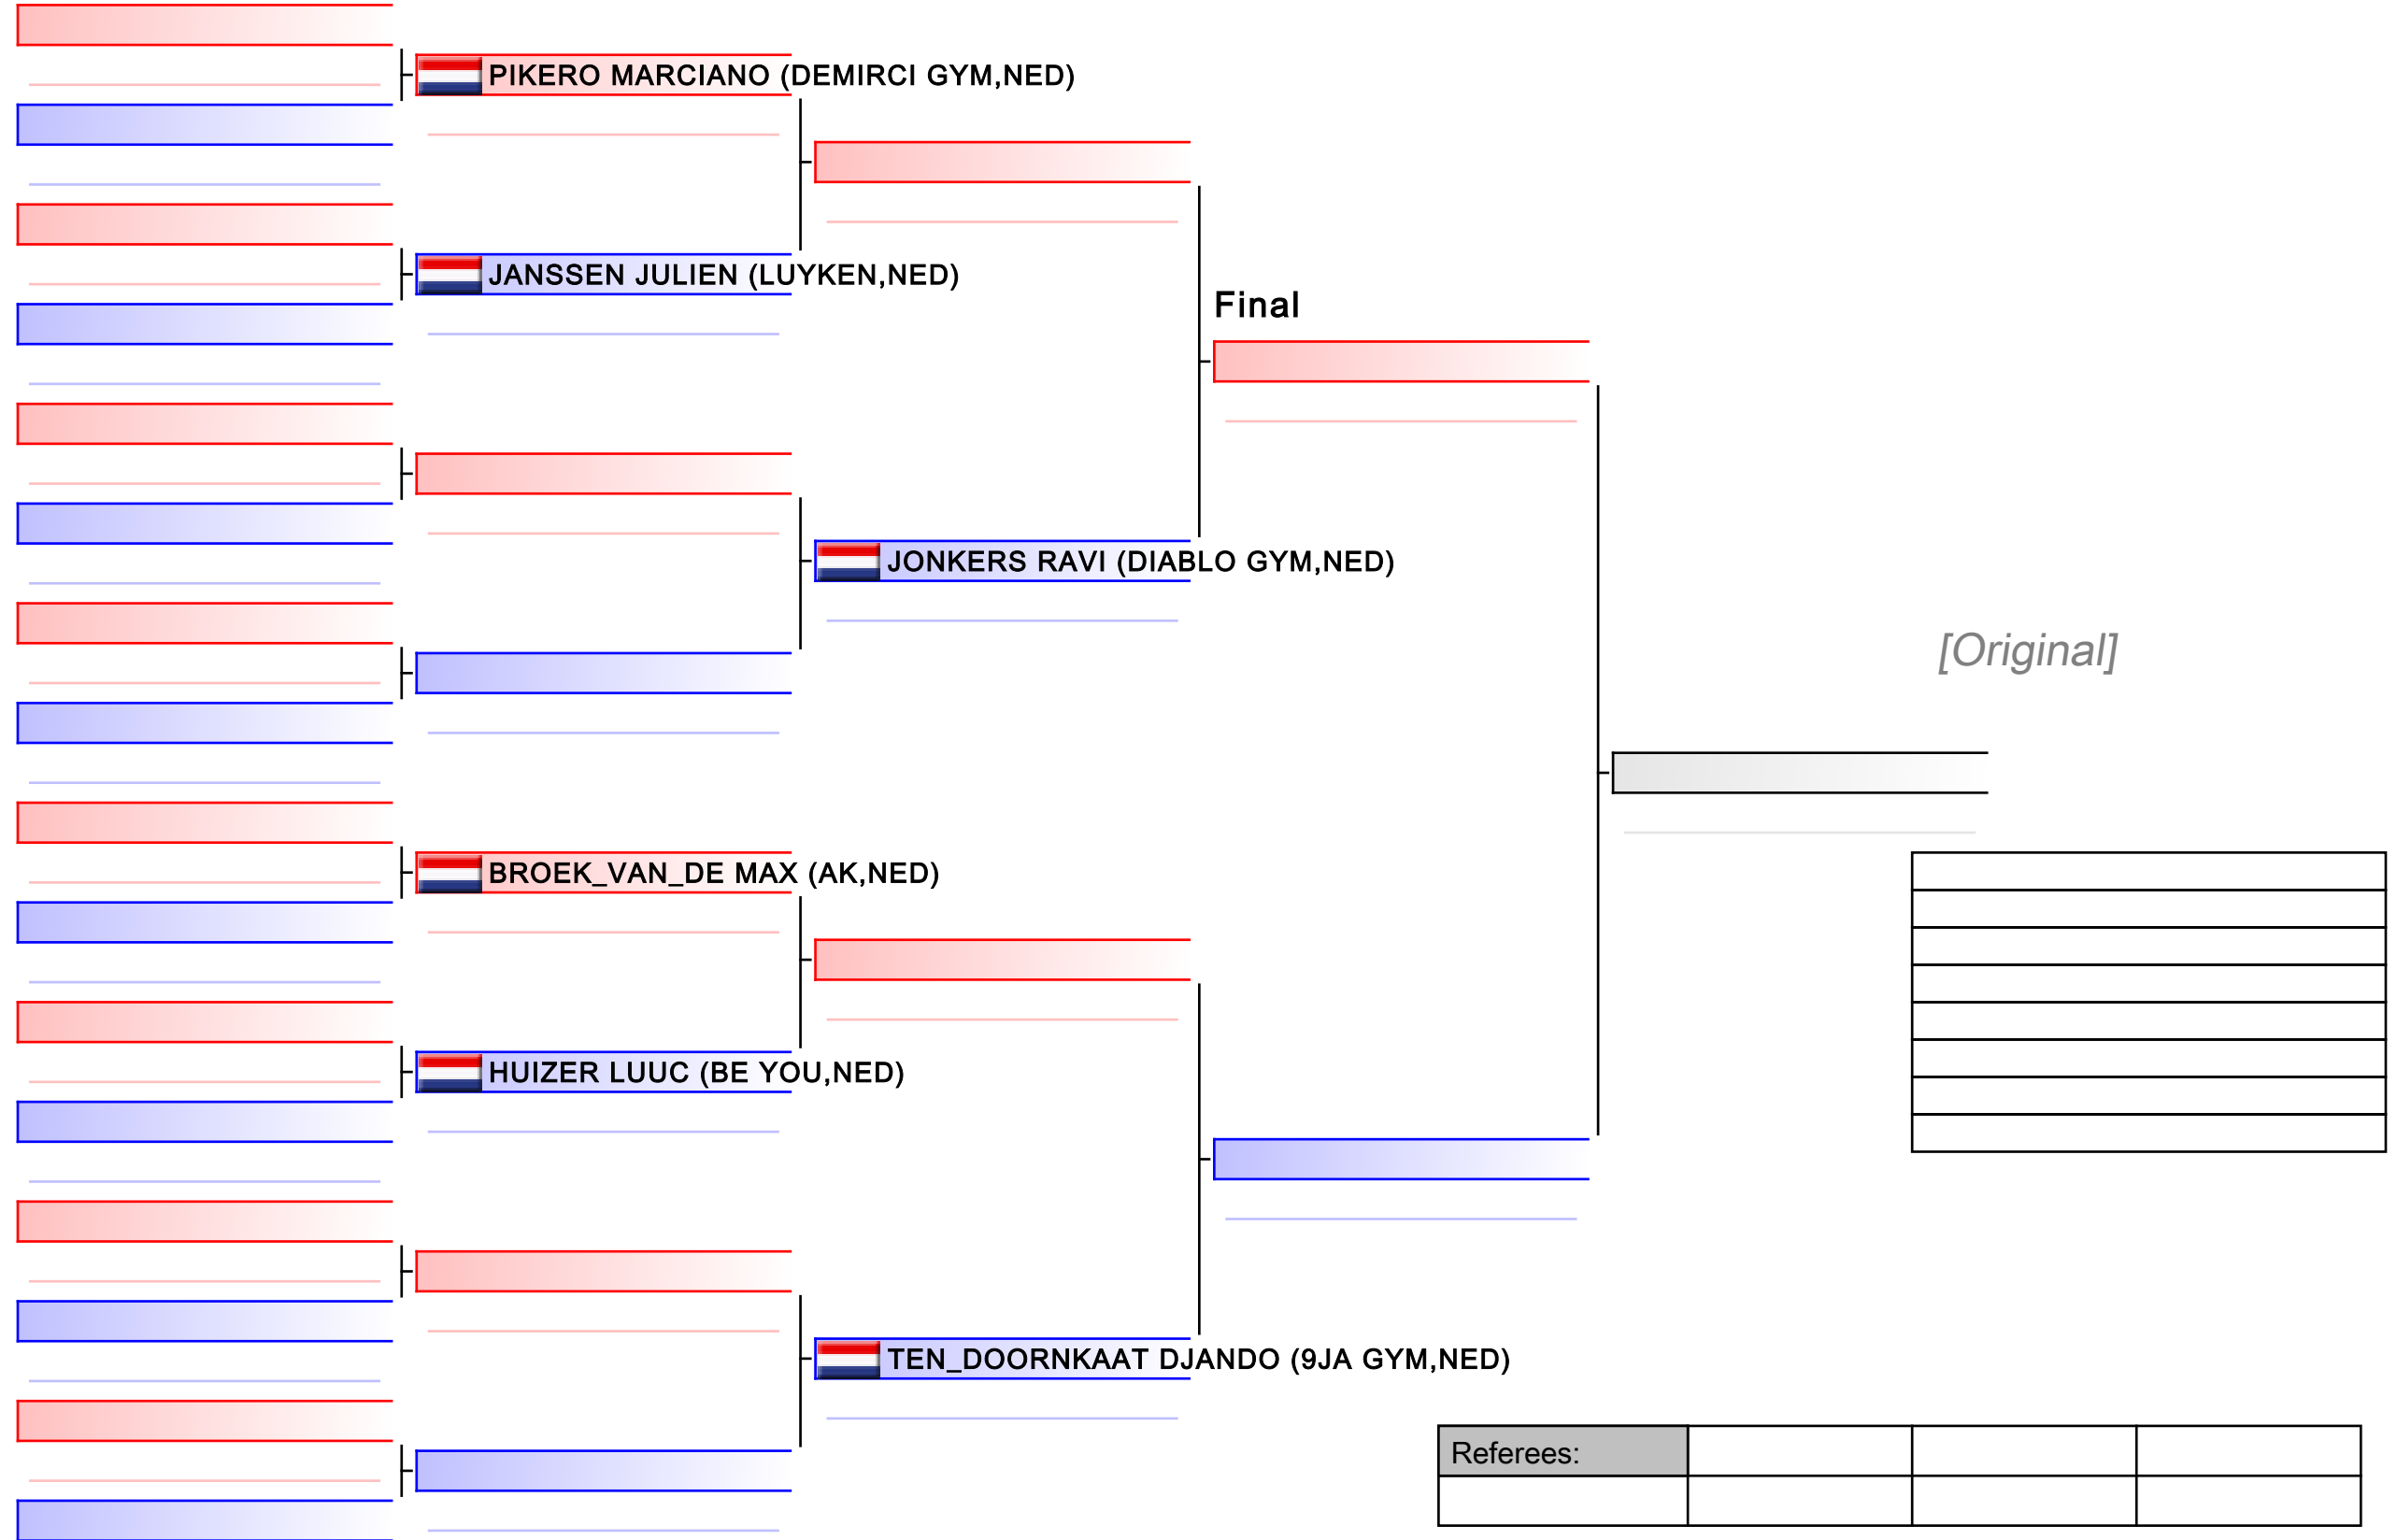 PIKERO MARCIANO (DEMIRCI GYM,NED)
JANSSEN JULIEN (LUYKEN,NED)
Final
JONKERS RAVI (DIABLO GYM,NED)
[Original]
BROEK_VAN_DE MAX (AK,NED)
HUIZER LUUC (BE YOU,NED)
TEN_DOORNKAAT DJANDO (9JA GYM,NED)
Referees: